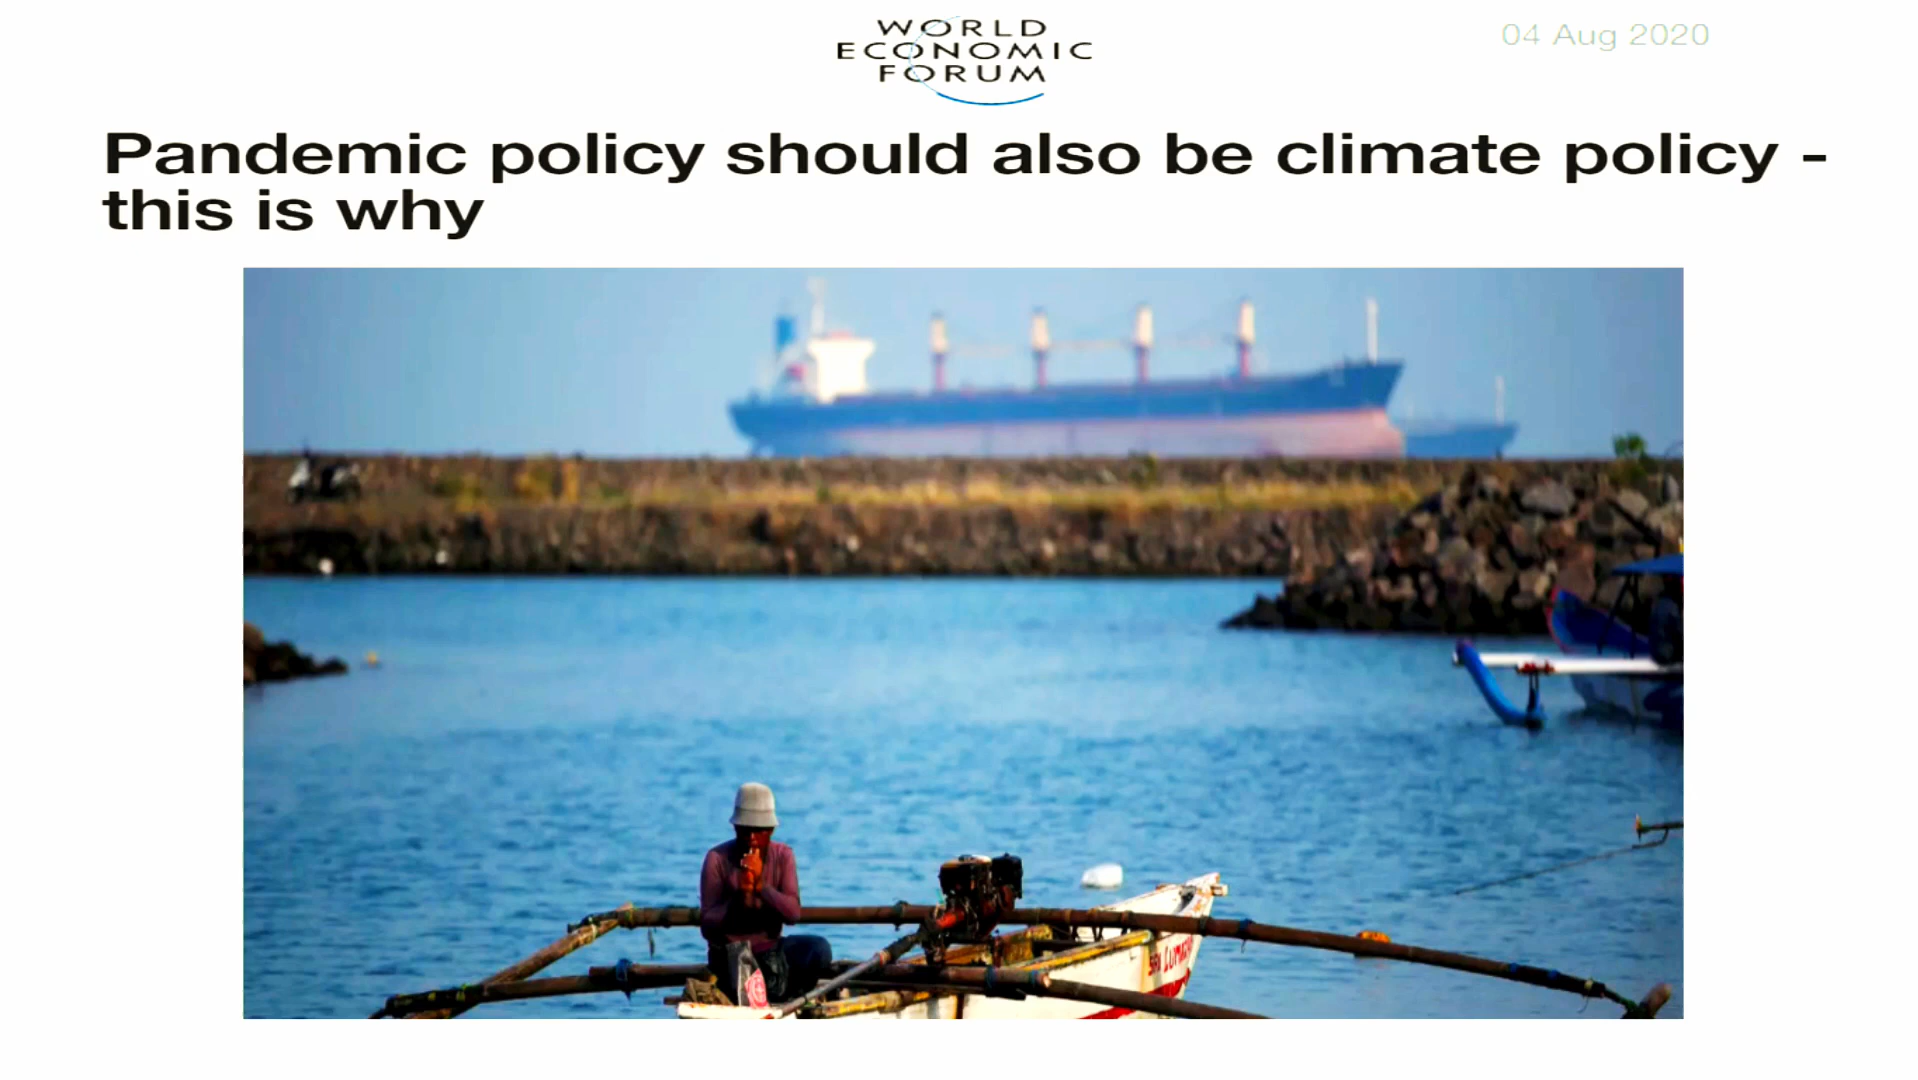 WORLD
ECONOMIC
FORUM
04 Aug 2020
Pandemic policy should also be climate policy -
this is why